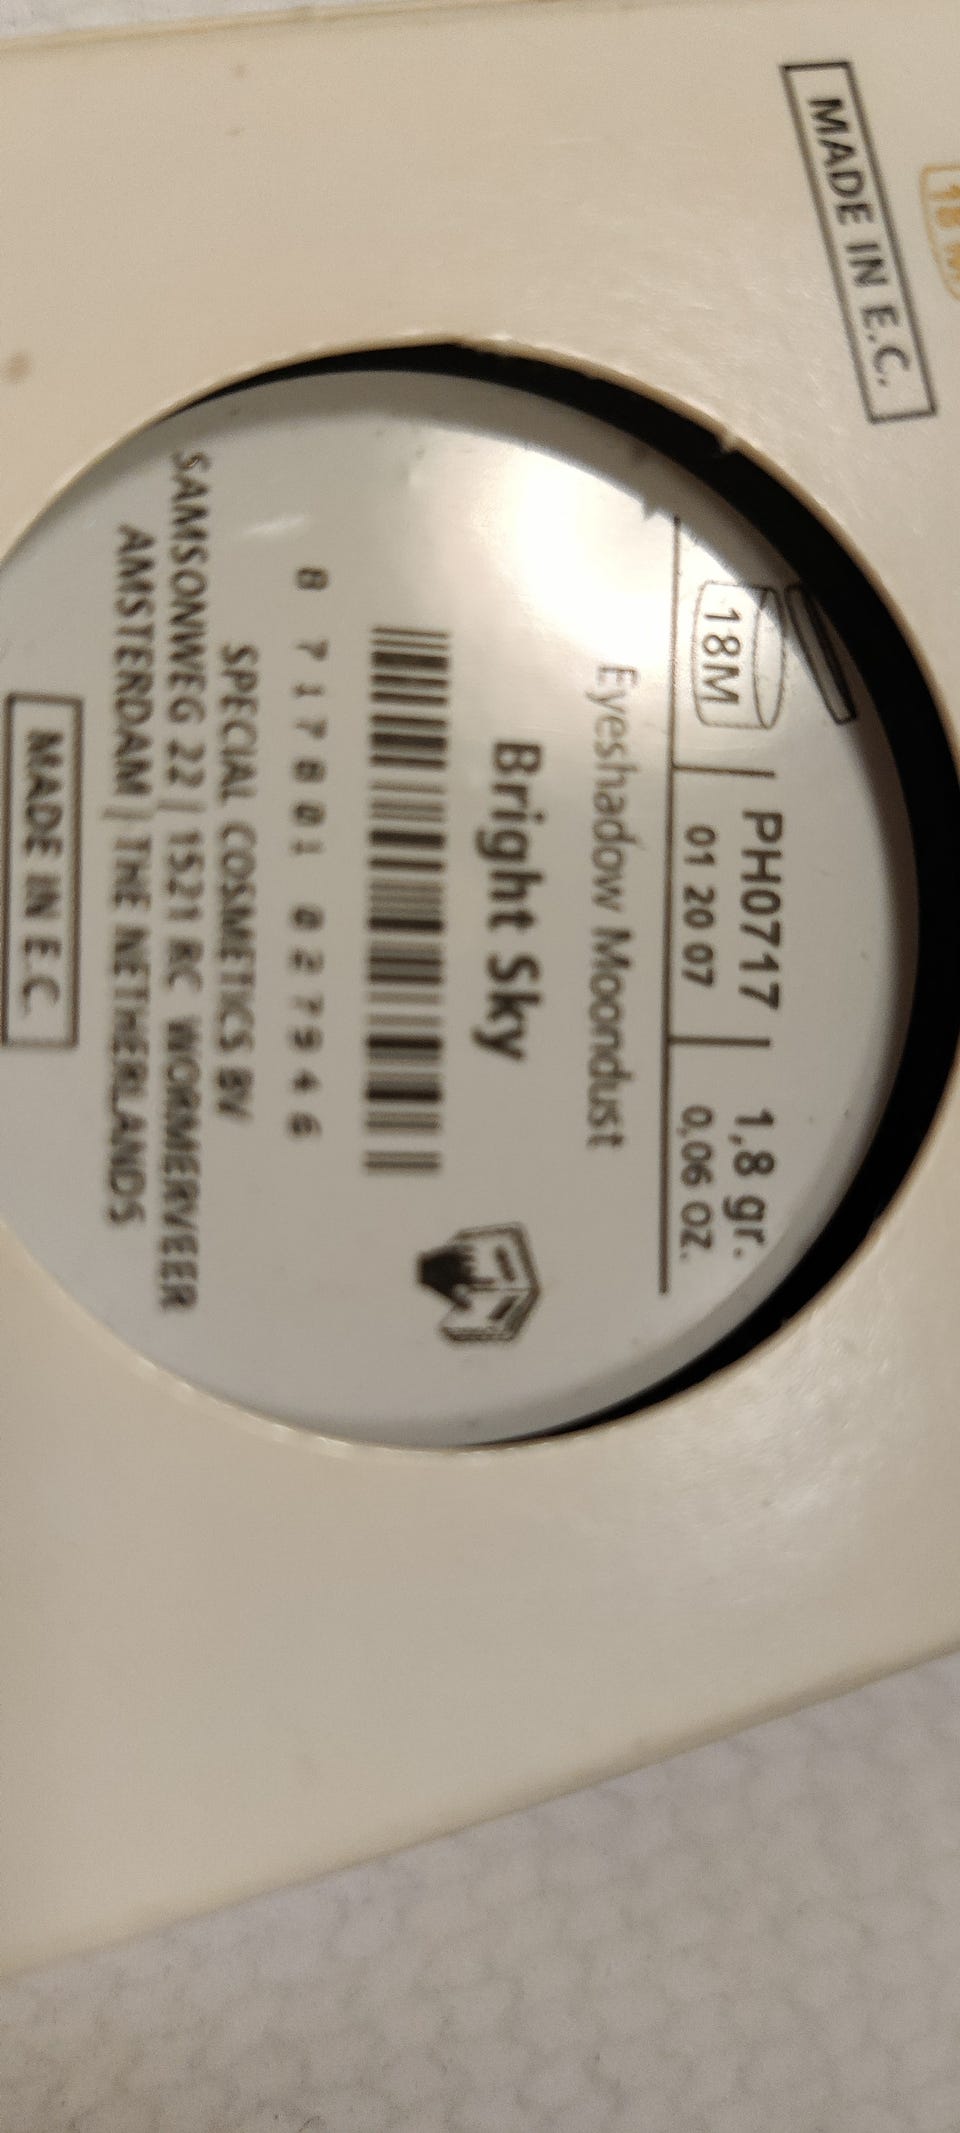 MADE IN E.C.
18M | PH0717 | 1,8 gr.
01 20 07 | 0,06 OZ.
Eyeshadow Moondust
Bright Sky
8 717801 027946
SPECIAL COSMETICS BV
SAMSONWEG 22 | 1521 RC WORMERVEER
AMSTERDAM | THE NETHERLANDS
MADE IN E.C.